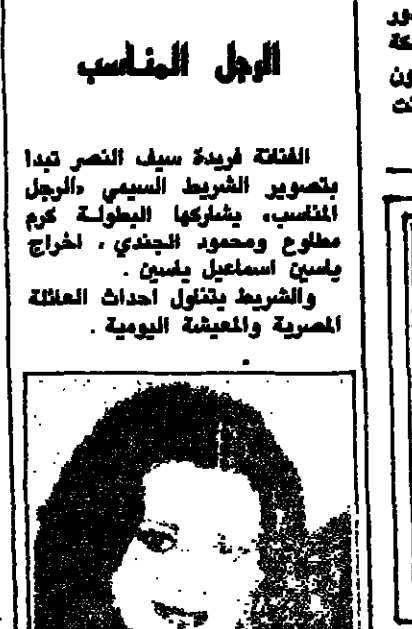 الرجل المناسب
الفنانة فريدة سيف النصر تبدا
بتصوير الشريط السيمي «الرجل
المناسب» يشاركها البطولة كرم
مطاوع ومحمود الجندي ، اخراج
ياسين اسماعيل ياسين .
والشريط يتناول احداث العائلة
المصرية والمعيشة اليومية .